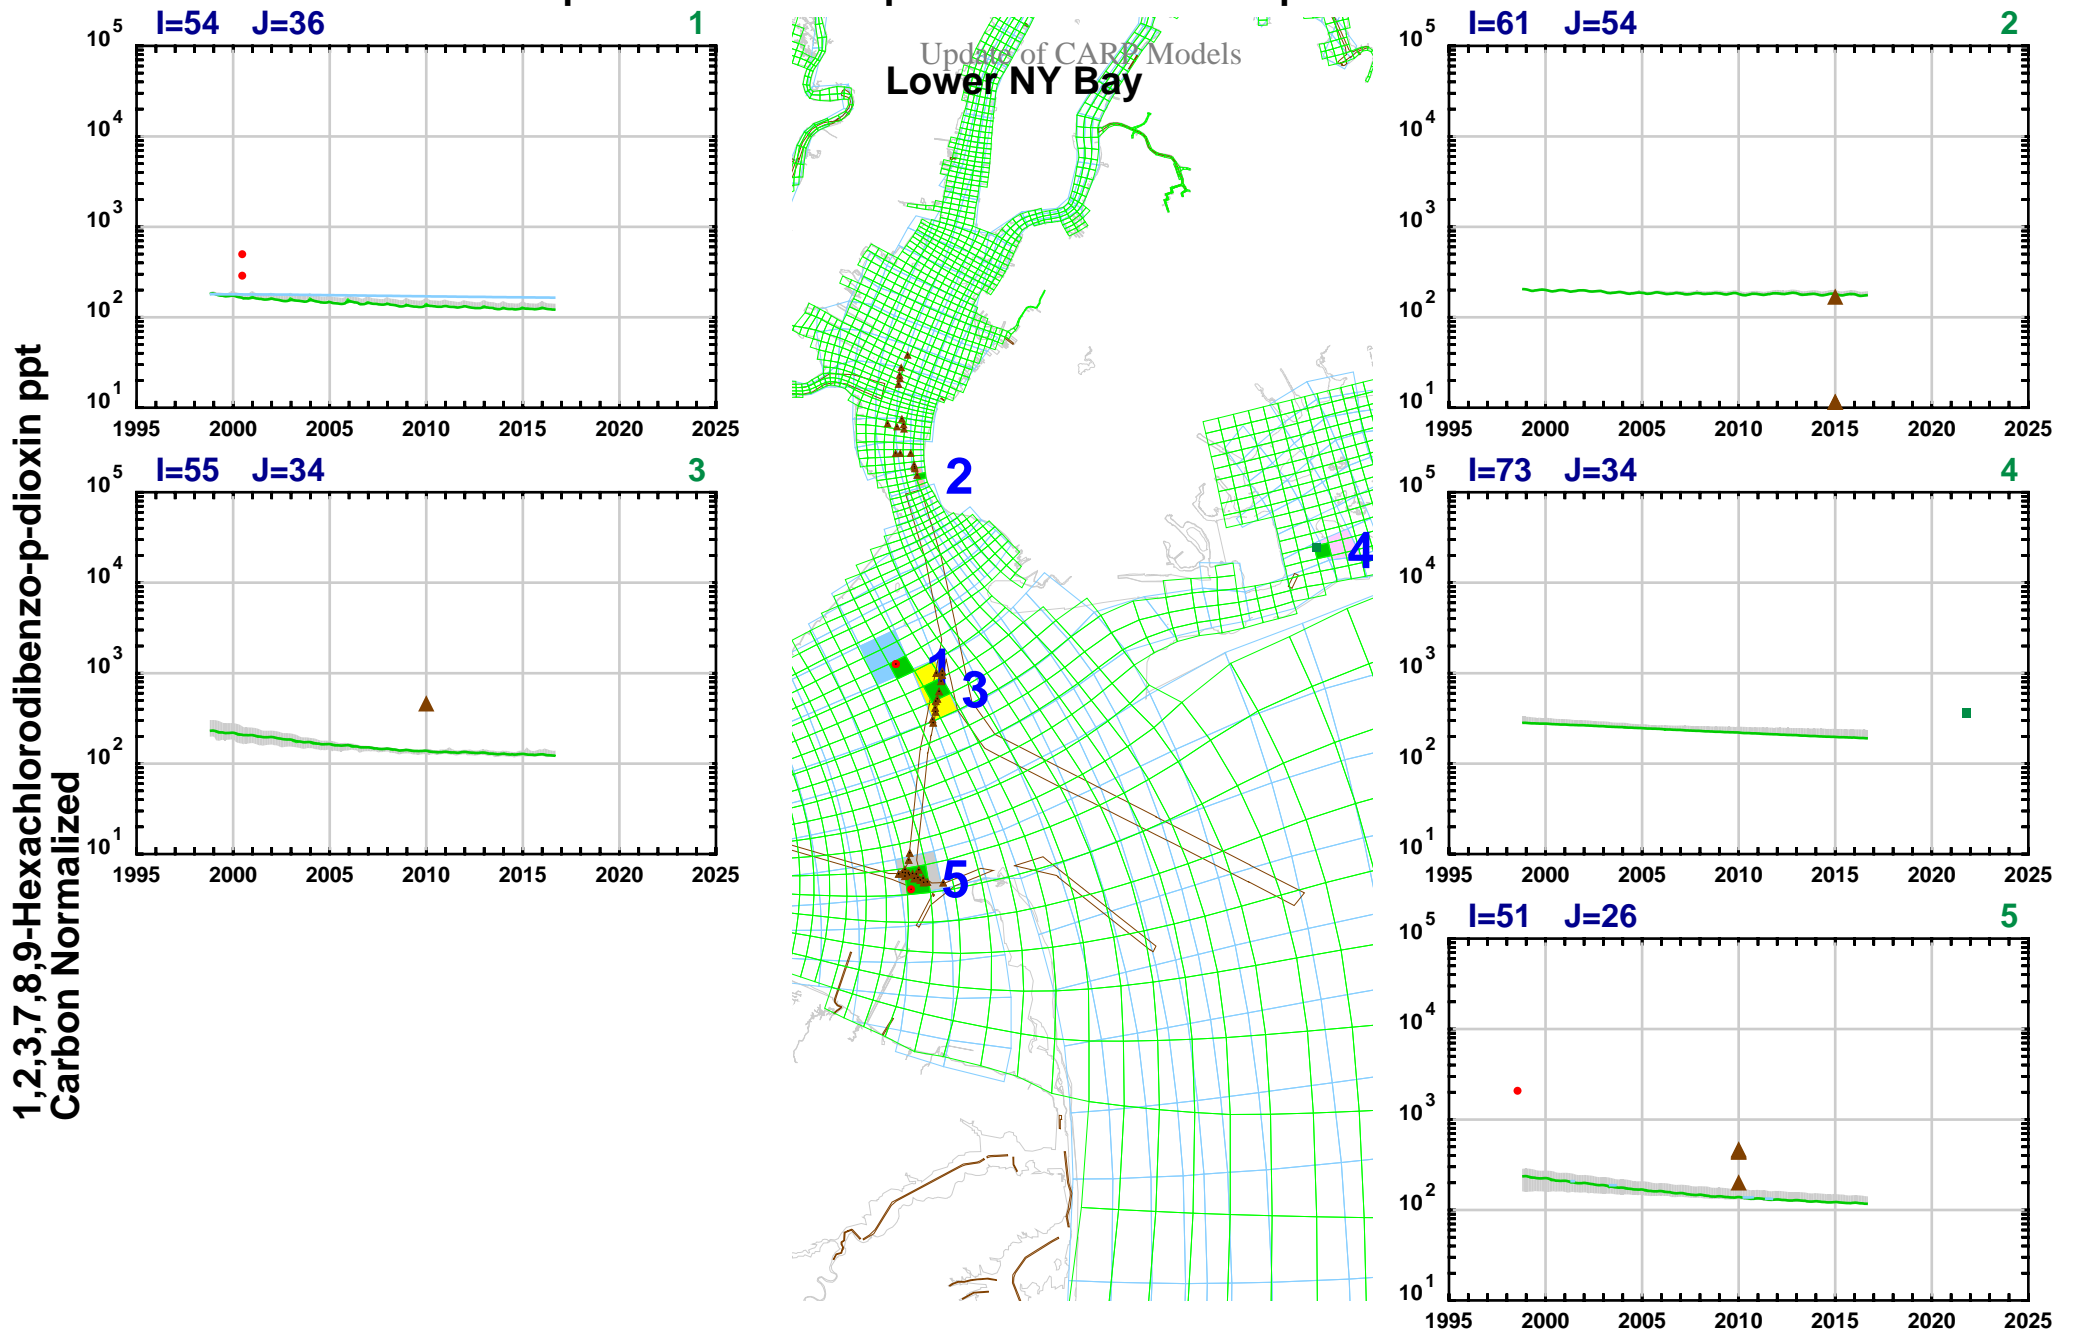 Update of CARP Models
Lower NY Bay
1,2,3,7,8,9-Hexachlorodibenzo-p-dioxin ppt
Carbon Normalized
I=54 J=36 1
10^5
10^4
10^3
10^2
10^1
1995 2000 2005 2010 2015 2020 2025
I=61 J=54 2
10^5
10^4
10^3
10^2
10^1
1995 2000 2005 2010 2015 2020 2025
I=55 J=34 3
10^5
10^4
10^3
10^2
10^1
1995 2000 2005 2010 2015 2020 2025
I=73 J=34 4
10^5
10^4
10^3
10^2
10^1
1995 2000 2005 2010 2015 2020 2025
I=51 J=26 5
10^5
10^4
10^3
10^2
10^1
1995 2000 2005 2010 2015 2020 2025
2
4
1
3
5